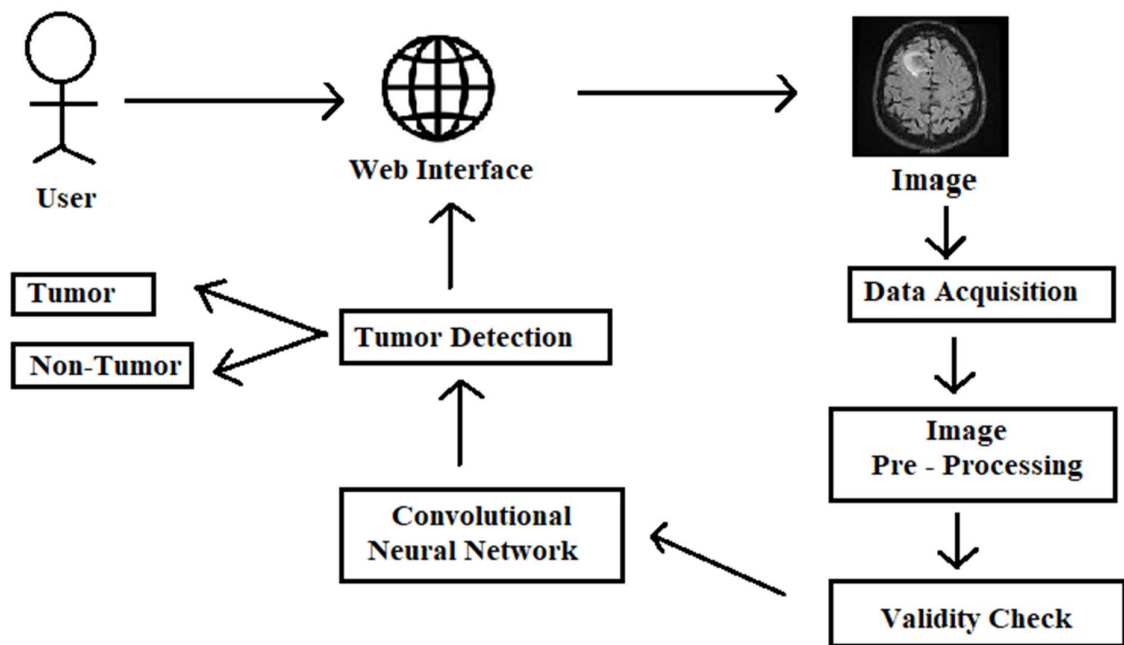 User
Web Interface
Image
Tumor
Non-Tumor
Tumor Detection
Data Acquisition
Image
Pre - Processing
Convolutional
Neural Network
Validity Check